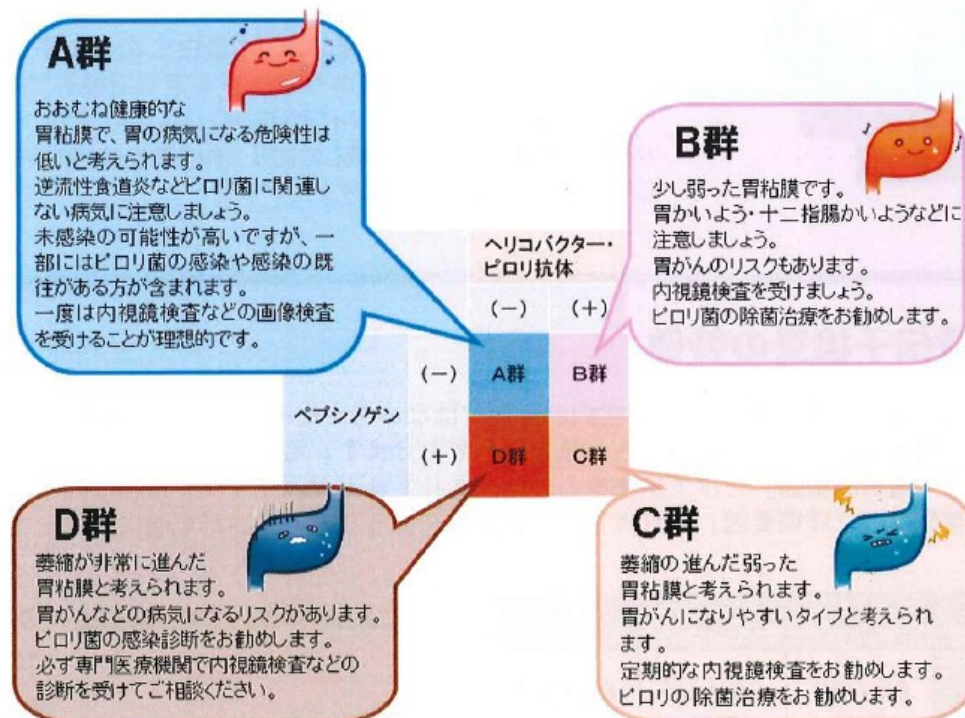 A群
おおむね健康的な
胃粘膜で、胃の病気になる危険性は
低いと考えられます。
逆流性食道炎などピロリ菌に関連し
ない病気に注意しましょう。
未感染の可能性が高いですが、一
部にはピロリ菌の感染や感染の既
往がある方が含まれます。
一度は内視鏡検査などの画像検査
を受けることが理想的です。
B群
少し弱った胃粘膜です。
胃かいよう・十二指腸かいようなどに
注意しましょう。
胃がんのリスクもあります。
内視鏡検査を受けましょう。
ピロリ菌の除菌治療をお勧めします。
ヘリコバクター・
ピロリ抗体
(-) (+)
ペプシノゲン
(-) A群 B群
(+) D群 C群
D群
萎縮が非常に進んだ
胃粘膜と考えられます。
胃がんなどの病気になるリスクがあります。
ピロリ菌の感染診断をお勧めします。
必ず専門医療機関で内視鏡検査などの
診断を受けてご相談ください。
C群
萎縮の進んだ弱った
胃粘膜と考えられます。
胃がんになりやすいタイプと考えられ
ます。
定期的な内視鏡検査をお勧めします。
ピロリの除菌治療をお勧めします。